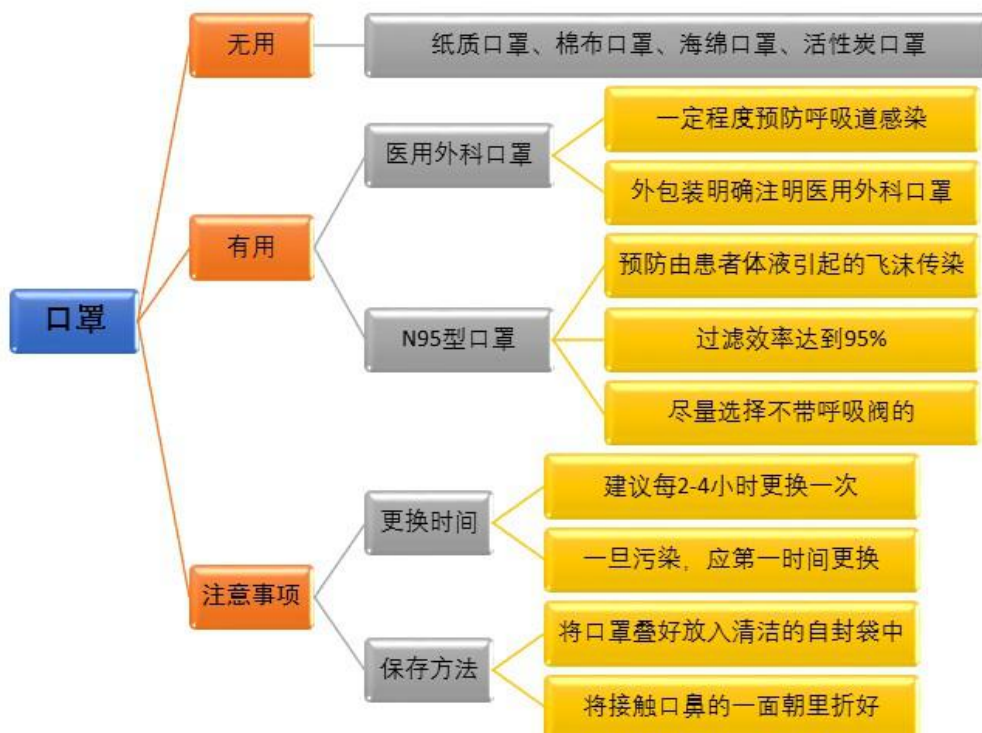 口罩
无用
纸质口罩、棉布口罩、海绵口罩、活性炭口罩
有用
医用外科口罩
一定程度预防呼吸道感染
外包装明确注明医用外科口罩
N95型口罩
预防由患者体液引起的飞沫传染
过滤效率达到95%
尽量选择不带呼吸阀的
注意事项
更换时间
建议每2-4小时更换一次
一旦污染，应第一时间更换
保存方法
将口罩叠好放入清洁的自封袋中
将接触口鼻的一面朝里折好